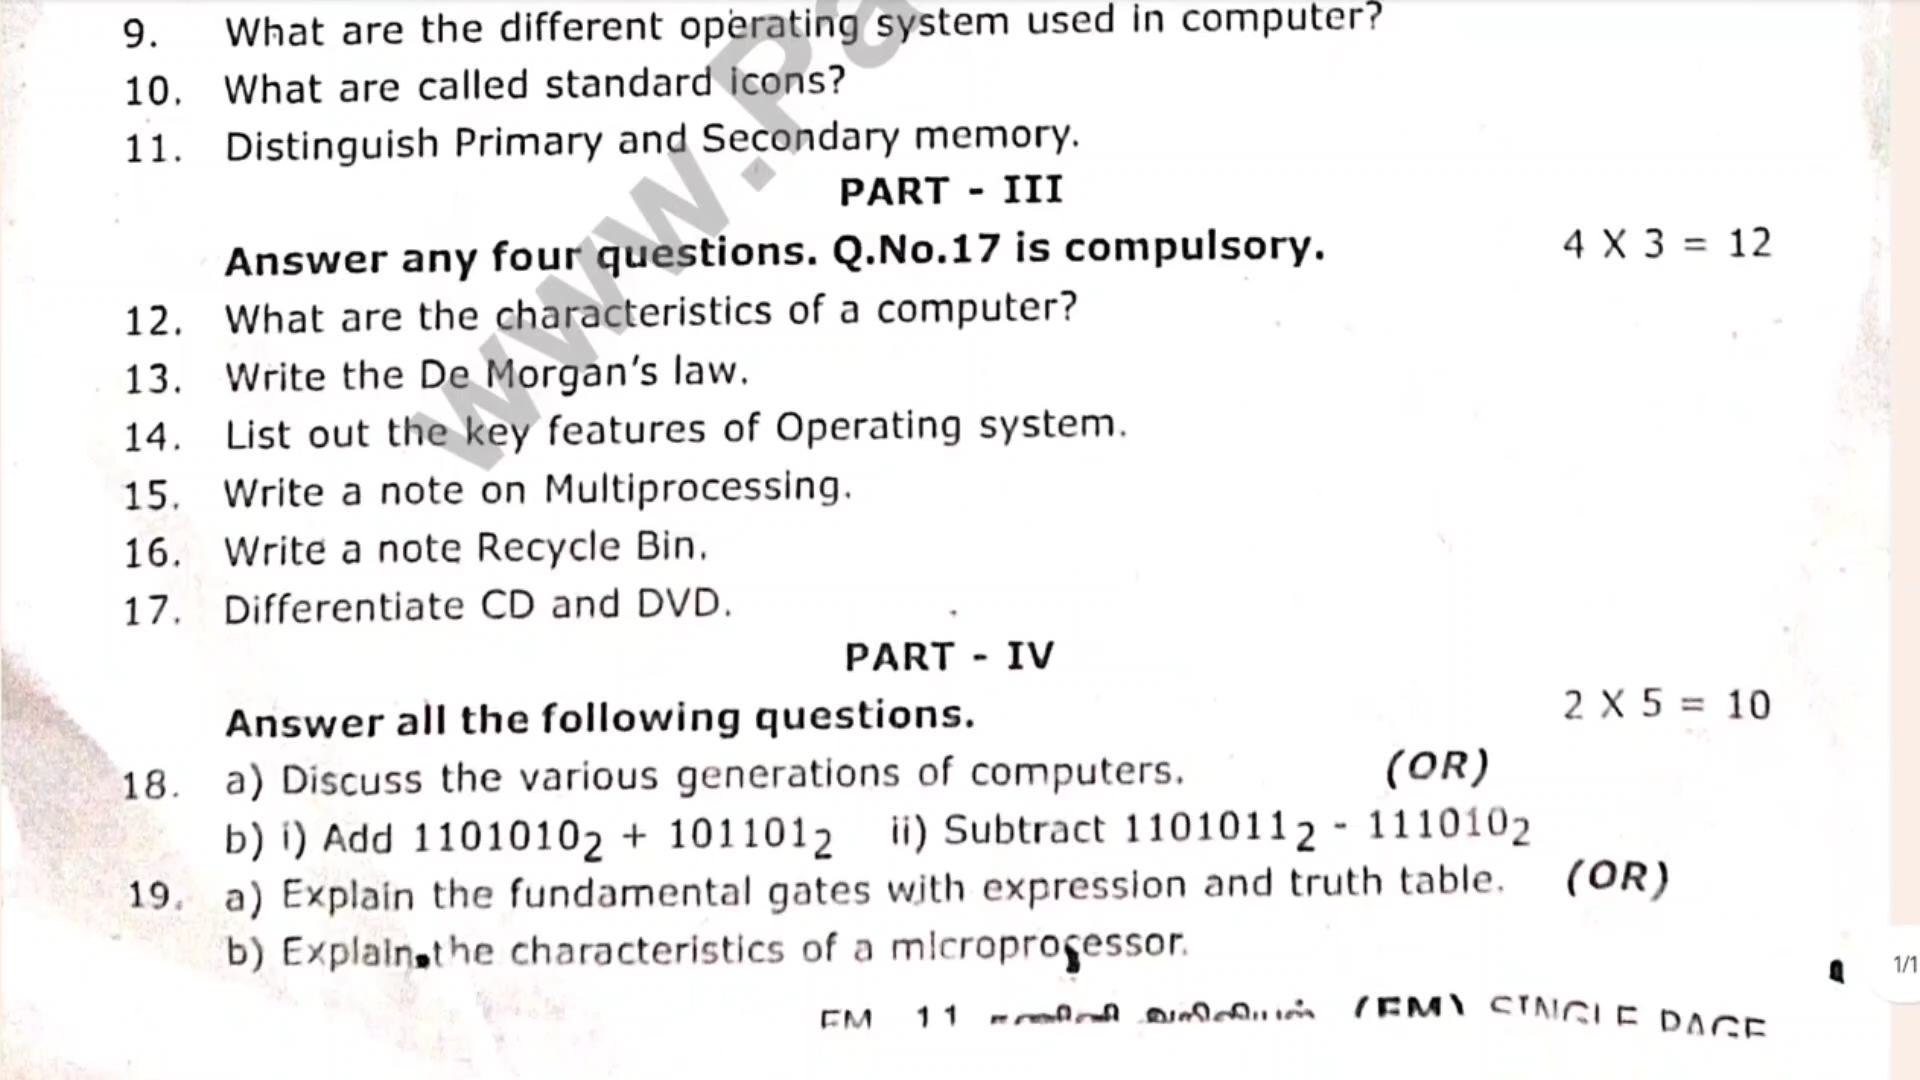 9. What are the different operating system used in computer?
10. What are called standard icons?
11. Distinguish Primary and Secondary memory.
PART - III
Answer any four questions. Q.No.17 is compulsory. 4 X 3 = 12
12. What are the characteristics of a computer?
13. Write the De Morgan's law.
14. List out the key features of Operating system.
15. Write a note on Multiprocessing.
16. Write a note Recycle Bin.
17. Differentiate CD and DVD.
PART - IV
Answer all the following questions. 2 X 5 = 10
18. a) Discuss the various generations of computers. (OR)
b) i) Add 1101010₂ + 101101₂ ii) Subtract 1101011₂ - 111010₂
19. a) Explain the fundamental gates with expression and truth table. (OR)
b) Explain the characteristics of a microprocessor.
11 (EM) SINGLE PAGE
www.Pa
1/1